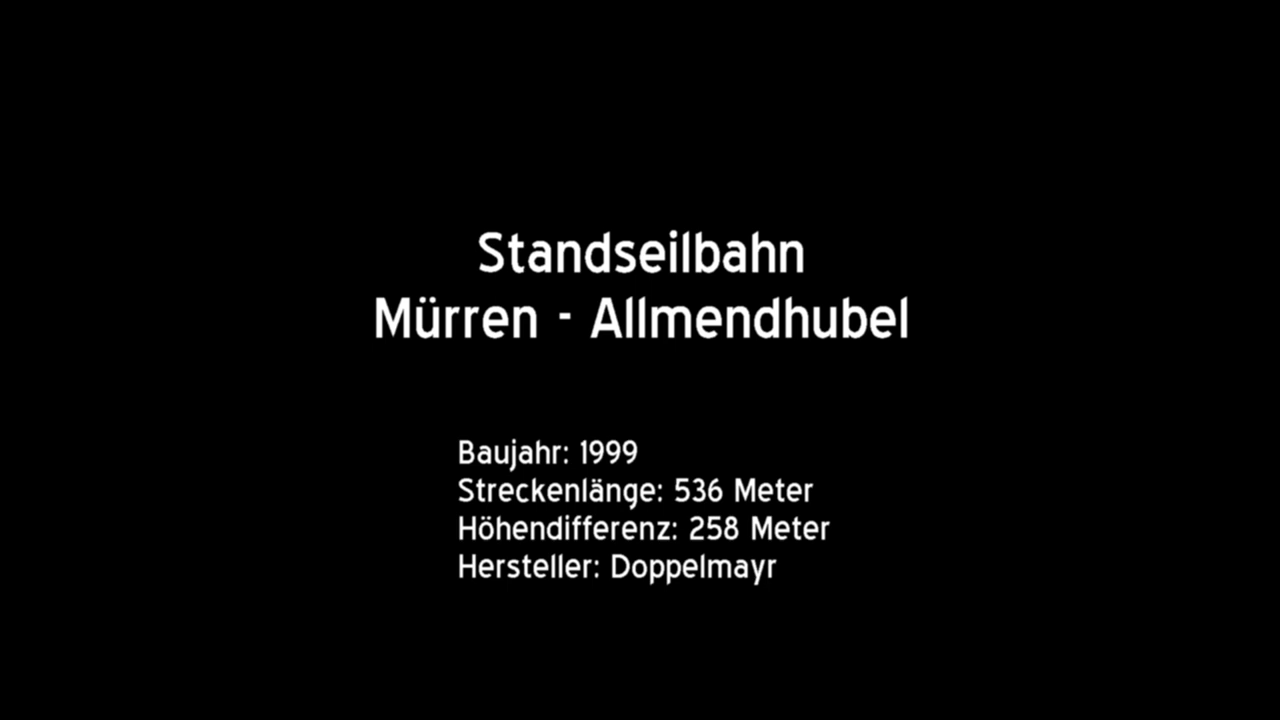 Standseilbahn
Mürren - Allmendhubel
Baujahr: 1999
Streckenlänge: 536 Meter
Höhendifferenz: 258 Meter
Hersteller: Doppelmayr